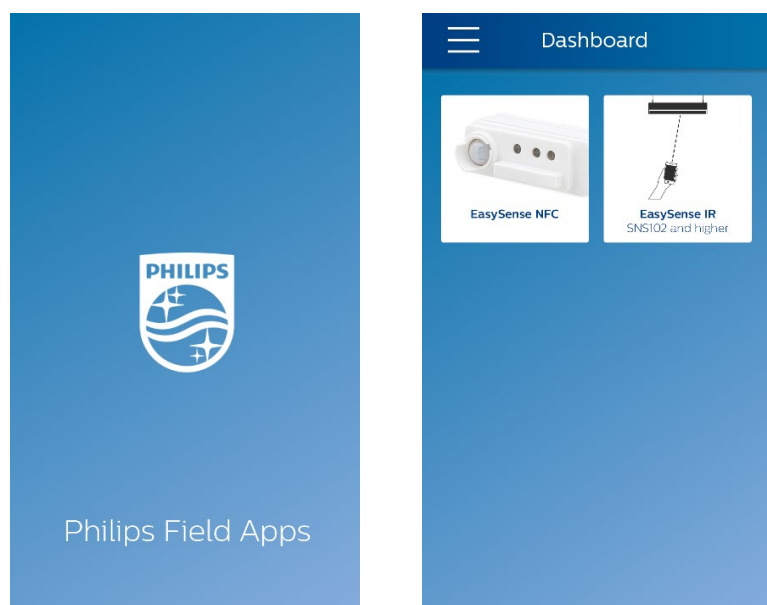 PHILIPS
Philips Field Apps
Dashboard
EasySense NFC
EasySense IR
SNS102 and higher